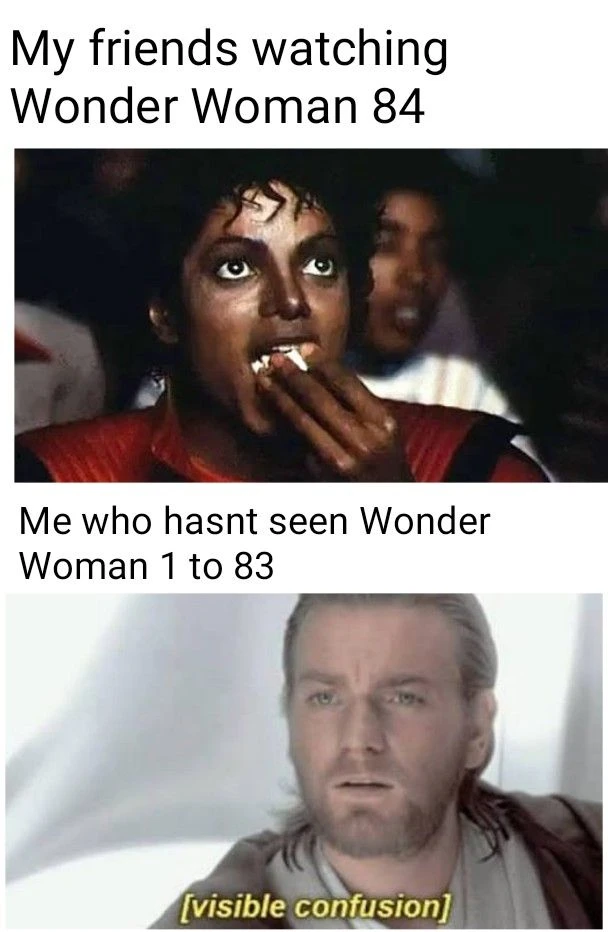 My friends watching
Wonder Woman 84
Me who hasnt seen Wonder
Woman 1 to 83
[visible confusion]